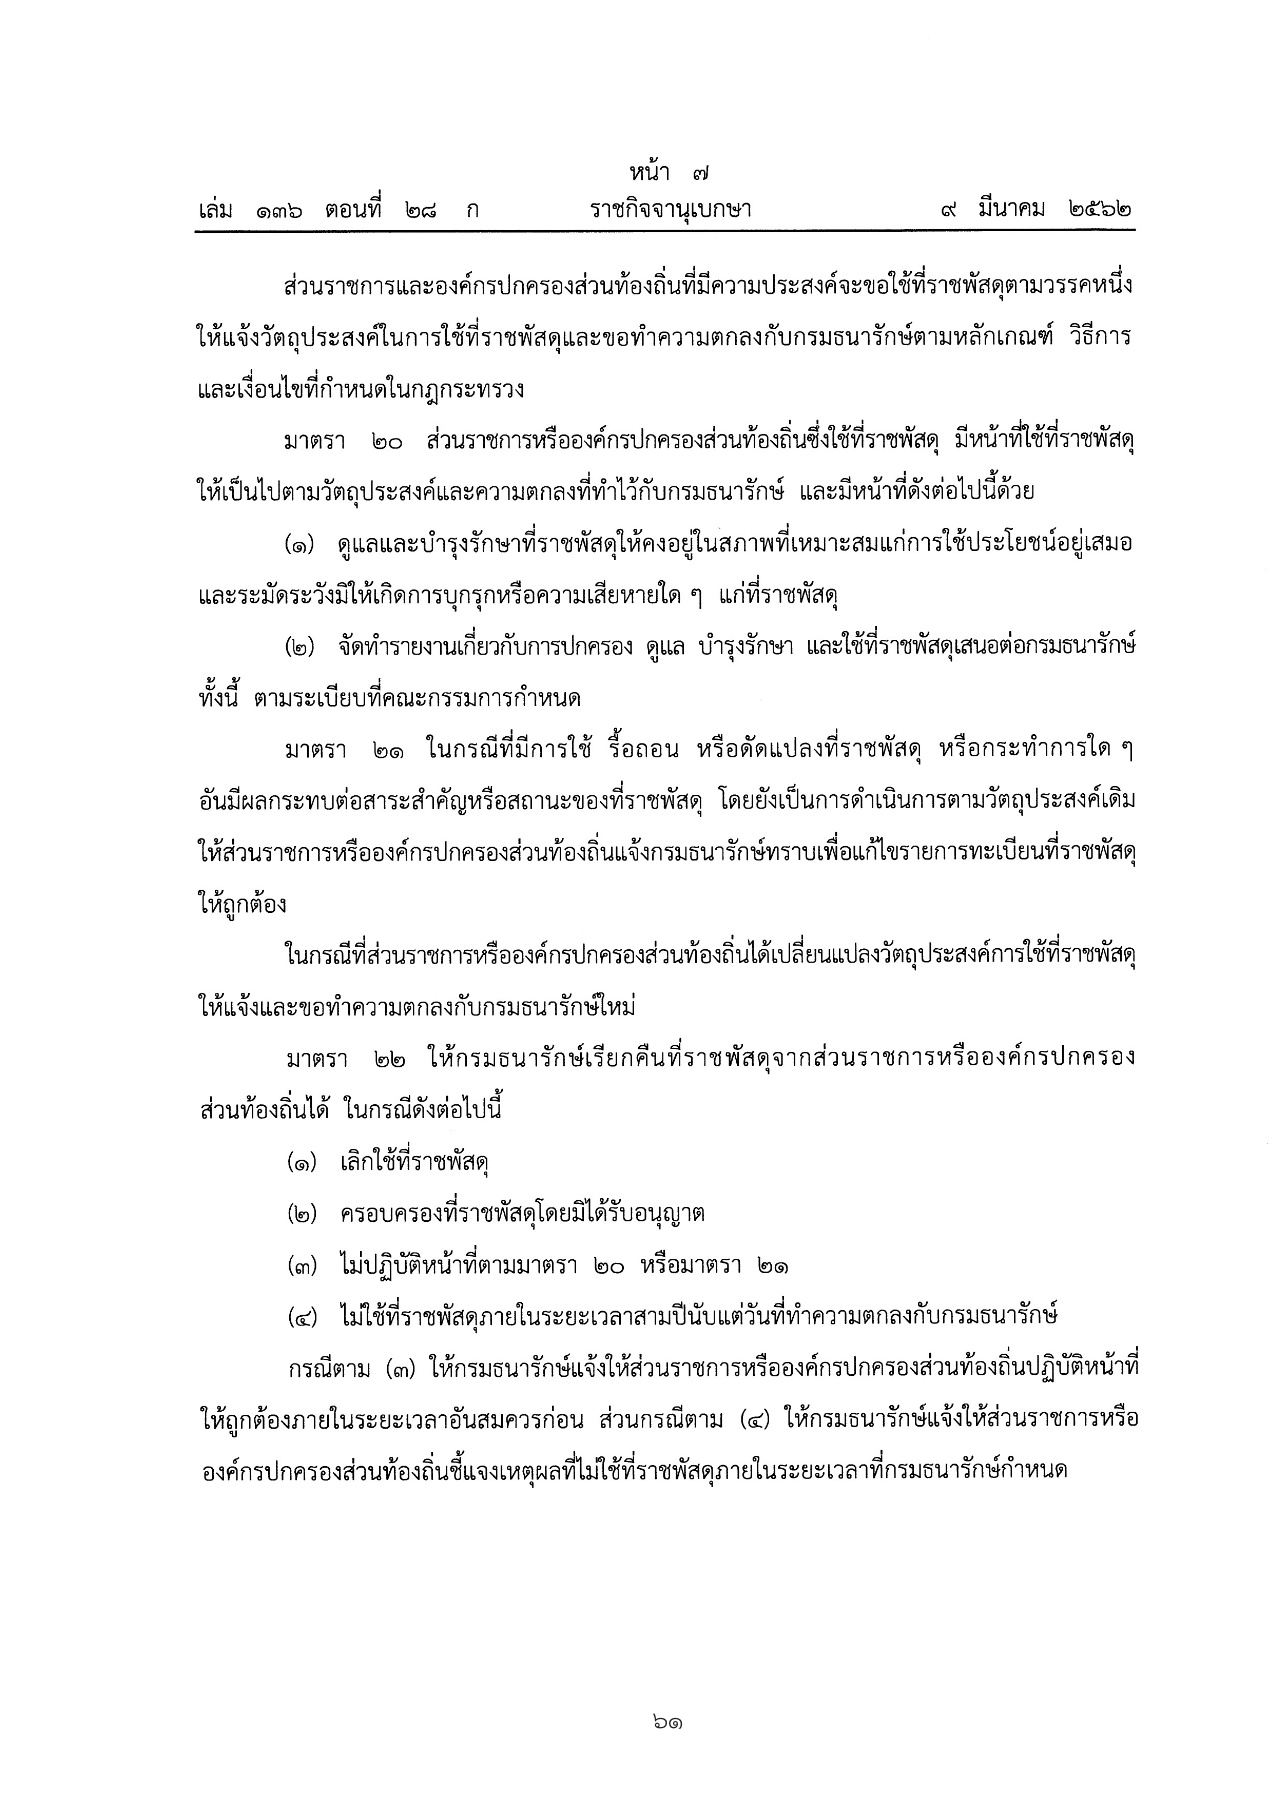 หน้า ๗
เล่ม ๑๓๖ ตอนที่ ๒๘ ก ราชกิจจานุเบกษา ๙ มีนาคม ๒๕๖๒
ส่วนราชการและองค์กรปกครองส่วนท้องถิ่นที่มีความประสงค์จะขอใช้ที่ราชพัสดุตามวรรคหนึ่ง
ให้แจ้งวัตถุประสงค์ในการใช้ที่ราชพัสดุและขอทำความตกลงกับกรมธนารักษ์ตามหลักเกณฑ์ วิธีการ
และเงื่อนไขที่กำหนดในกฎกระทรวง
มาตรา ๒๐ ส่วนราชการหรือองค์กรปกครองส่วนท้องถิ่นซึ่งใช้ที่ราชพัสดุ มีหน้าที่ใช้ที่ราชพัสดุ
ให้เป็นไปตามวัตถุประสงค์และความตกลงที่ทำไว้กับกรมธนารักษ์ และมีหน้าที่ดังต่อไปนี้ด้วย
(๑) ดูแลและบำรุงรักษาที่ราชพัสดุให้คงอยู่ในสภาพที่เหมาะสมแก่การใช้ประโยชน์อยู่เสมอ
และระมัดระวังมิให้เกิดการบุกรุกหรือความเสียหายใด ๆ แก่ที่ราชพัสดุ
(๒) จัดทำรายงานเกี่ยวกับการปกครอง ดูแล บำรุงรักษา และใช้ที่ราชพัสดุเสนอต่อกรมธนารักษ์
ทั้งนี้ ตามระเบียบที่คณะกรรมการกำหนด
มาตรา ๒๑ ในกรณีที่มีการใช้ รื้อถอน หรือดัดแปลงที่ราชพัสดุ หรือกระทำการใด ๆ
อันมีผลกระทบต่อสาระสำคัญหรือสถานะของที่ราชพัสดุ โดยยังเป็นการดำเนินการตามวัตถุประสงค์เดิม
ให้ส่วนราชการหรือองค์กรปกครองส่วนท้องถิ่นแจ้งกรมธนารักษ์ทราบเพื่อแก้ไขรายการทะเบียนที่ราชพัสดุ
ให้ถูกต้อง
ในกรณีที่ส่วนราชการหรือองค์กรปกครองส่วนท้องถิ่นได้เปลี่ยนแปลงวัตถุประสงค์การใช้ที่ราชพัสดุ
ให้แจ้งและขอทำความตกลงกับกรมธนารักษ์ใหม่
มาตรา ๒๒ ให้กรมธนารักษ์เรียกคืนที่ราชพัสดุจากส่วนราชการหรือองค์กรปกครอง
ส่วนท้องถิ่นได้ ในกรณีดังต่อไปนี้
(๑) เลิกใช้ที่ราชพัสดุ
(๒) ครอบครองที่ราชพัสดุโดยมิได้รับอนุญาต
(๓) ไม่ปฏิบัติหน้าที่ตามมาตรา ๒๐ หรือมาตรา ๒๑
(๔) ไม่ใช้ที่ราชพัสดุภายในระยะเวลาสามปีนับแต่วันที่ทำความตกลงกับกรมธนารักษ์
กรณีตาม (๓) ให้กรมธนารักษ์แจ้งให้ส่วนราชการหรือองค์กรปกครองส่วนท้องถิ่นปฏิบัติหน้าที่
ให้ถูกต้องภายในระยะเวลาอันสมควรก่อน ส่วนกรณีตาม (๔) ให้กรมธนารักษ์แจ้งให้ส่วนราชการหรือ
องค์กรปกครองส่วนท้องถิ่นชี้แจงเหตุผลที่ไม่ใช้ที่ราชพัสดุภายในระยะเวลาที่กรมธนารักษ์กำหนด
๖๑